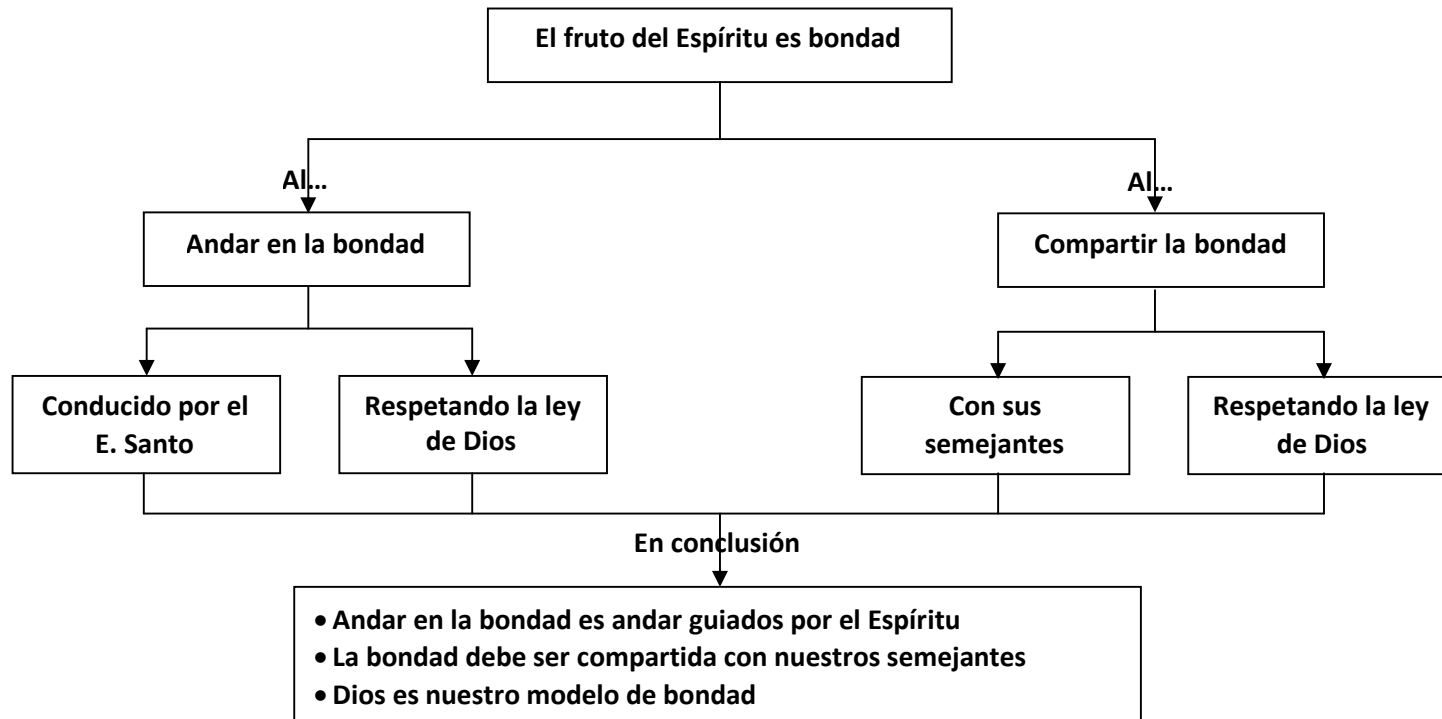 El fruto del Espíritu es bondad
Al...
Al...
Andar en la bondad
Compartir la bondad
Conducido por el
E. Santo
Respetando la ley
de Dios
Con sus
semejantes
Respetando la ley
de Dios
En conclusión
• Andar en la bondad es andar guiados por el Espíritu
• La bondad debe ser compartida con nuestros semejantes
• Dios es nuestro modelo de bondad